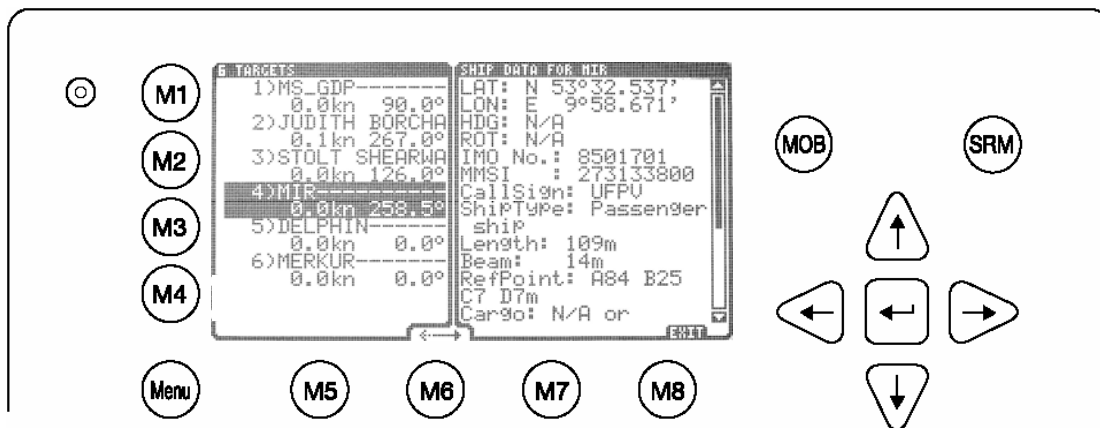 6 TARGETS
1)MS_GDP-------
0.0kn 90.0°
2)JUDITH BORCHA
0.1kn 267.0°
3)STOLT SHEARWA
0.0kn 126.0°
4)MIR----------
0.0kn 258.5°
5)DELPHIN------
0.0kn 0.0°
6)MERKUR-------
0.0kn 0.0°
SHIP DATA FOR MIR
LAT: N 53°32.537'
LON: E 9°58.671'
HDG: N/A
ROT: N/A
IMO No.: 8501701
MMSI : 273133800
CallSign: UFPV
ShipType: Passenger
ship
Length: 109m
Beam: 14m
RefPoint: A84 B25
C7 D7m
Cargo: N/A or
EXIT
M1
M2
M3
M4
Menu
M5
M6
M7
M8
MOB
SRM